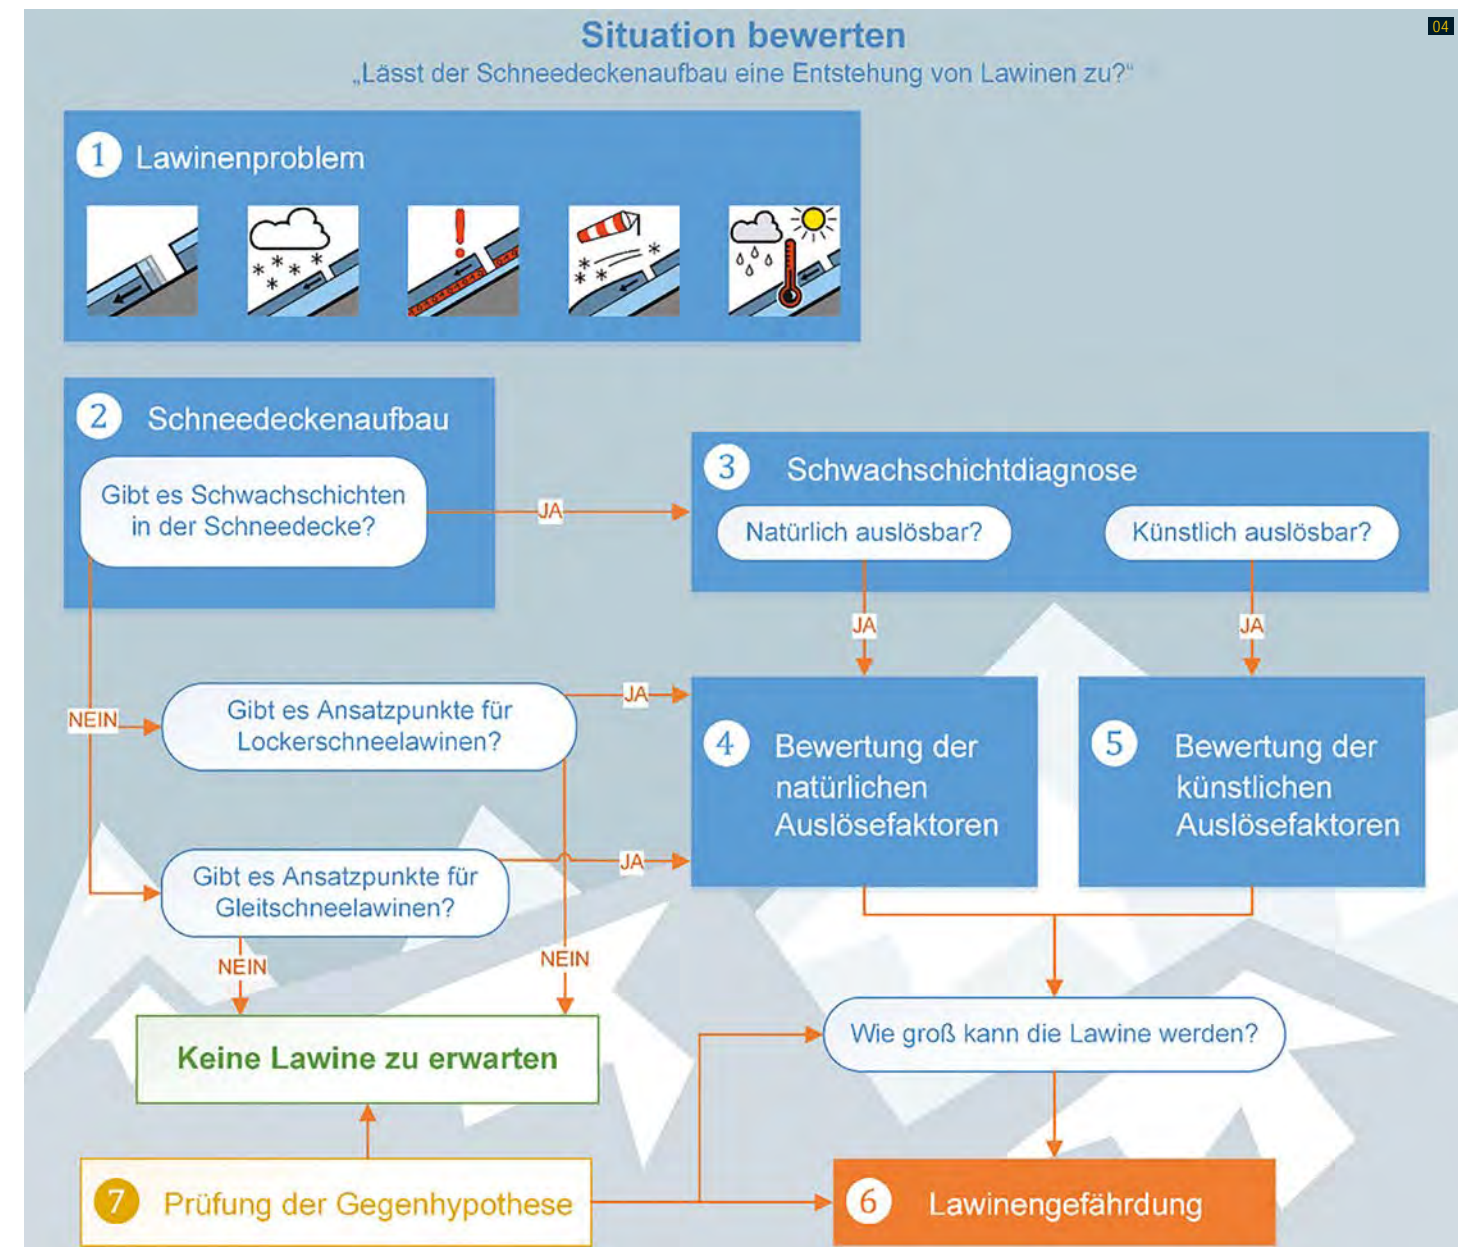 Situation bewerten
04
„Lässt der Schneedeckenaufbau eine Entstehung von Lawinen zu?“
1 Lawinenproblem
2 Schneedeckenaufbau
Gibt es Schwachschichten
in der Schneedecke?
JA
3 Schwachschichtdiagnose
Natürlich auslösbar?
Künstlich auslösbar?
JA
JA
NEIN
Gibt es Ansatzpunkte für
Lockerschneelawinen?
JA
4 Bewertung der
natürlichen
Auslösefaktoren
5 Bewertung der
künstlichen
Auslösefaktoren
Gibt es Ansatzpunkte für
Gleitschneelawinen?
JA
NEIN
NEIN
Keine Lawine zu erwarten
Wie groß kann die Lawine werden?
7 Prüfung der Gegenhypothese
6 Lawinengefährdung